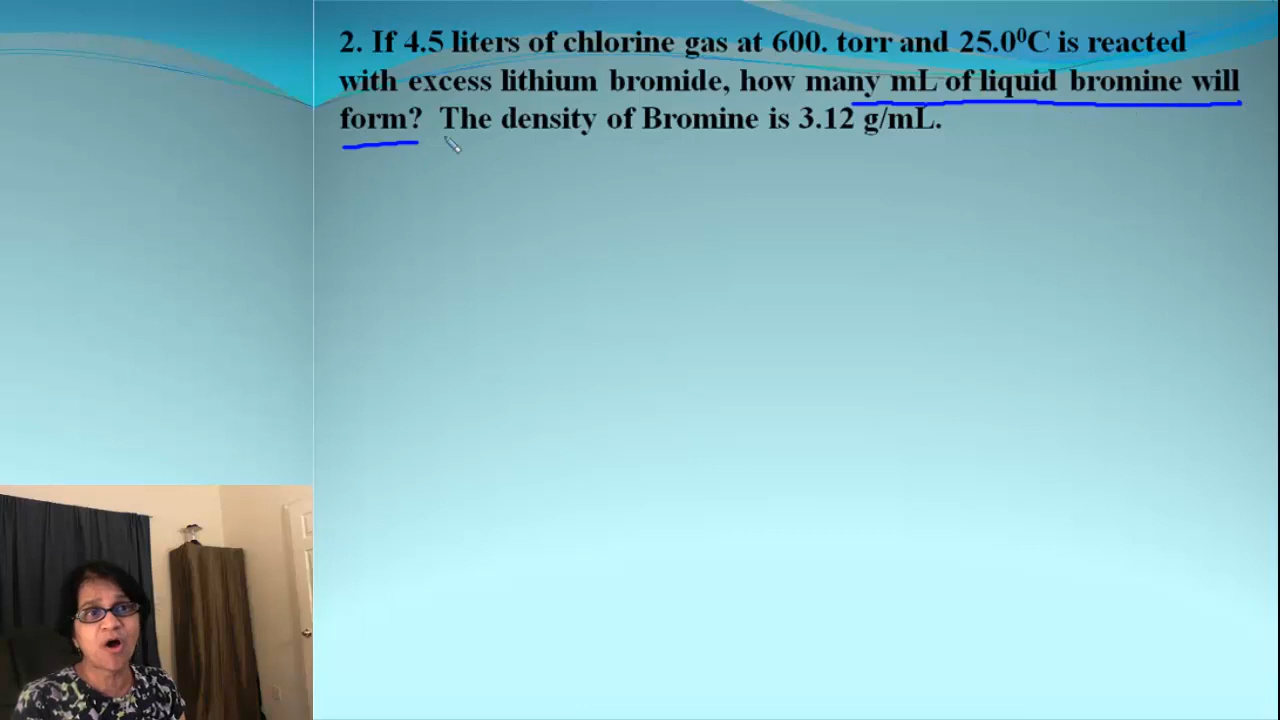 2. If 4.5 liters of chlorine gas at 600. torr and 25.0⁰C is reacted
with excess lithium bromide, how many mL of liquid bromine will
form?  The density of Bromine is 3.12 g/mL.